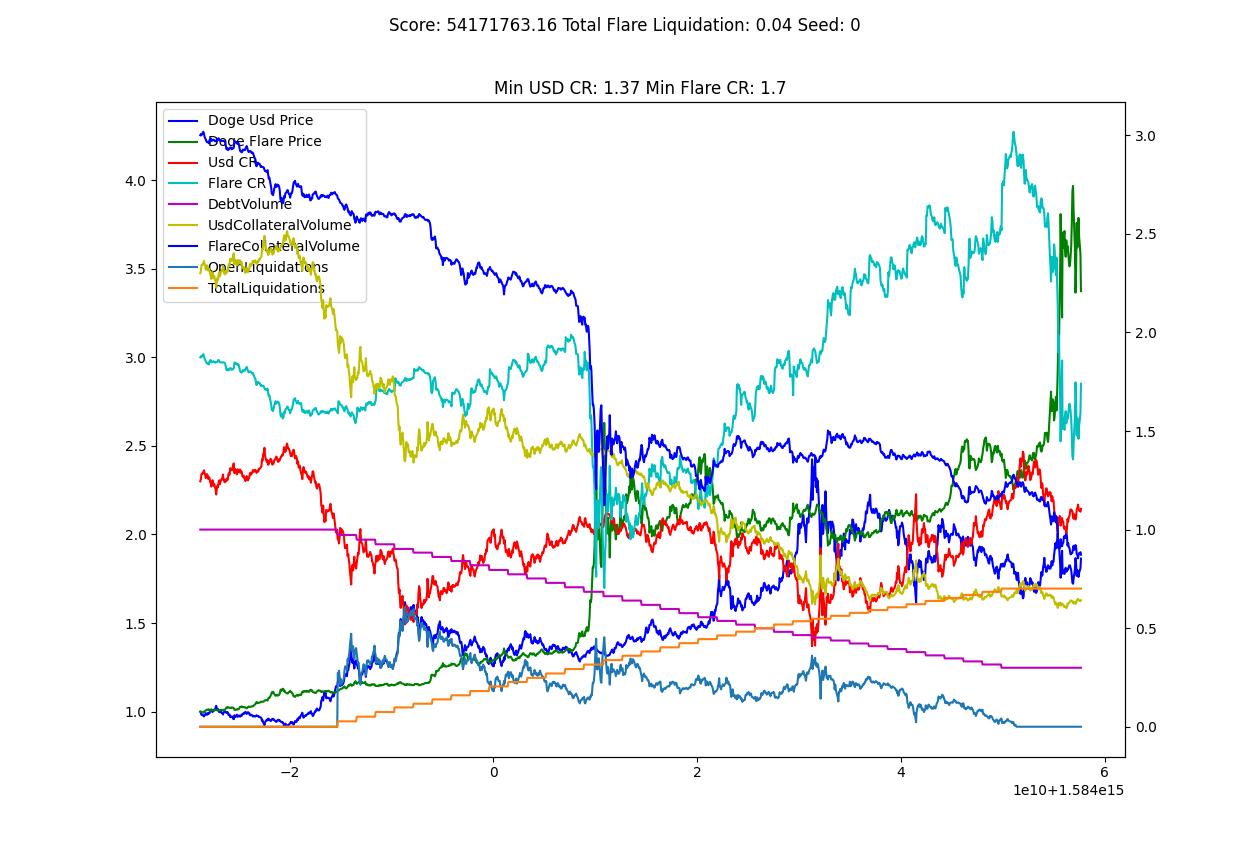 Score: 54171763.16 Total Flare Liquidation: 0.04 Seed: 0
Min USD CR: 1.37 Min Flare CR: 1.7
Doge Usd Price
Doge Flare Price
Usd CR
Flare CR
DebtVolume
UsdCollateralVolume
FlareCollateralVolume
OpenLiquidations
TotalLiquidations
4.0
3.5
3.0
2.5
2.0
1.5
1.0
3.0
2.5
2.0
1.5
1.0
0.5
0.0
−2
0
2
4
6
1e10+1.584e15